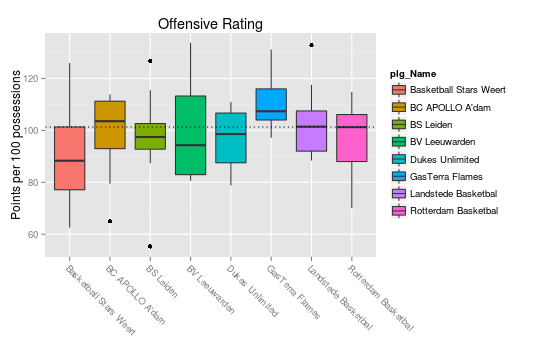 Offensive Rating
Points per 100 possessions
120
100
80
60
Basketball Stars Weert
BC APOLLO A'dam
BS Leiden
BV Leeuwarden
Dukes Unlimited
GasTerra Flames
Landstede Basketbal
Rotterdam Basketbal
plg_Name
Basketball Stars Weert
BC APOLLO A'dam
BS Leiden
BV Leeuwarden
Dukes Unlimited
GasTerra Flames
Landstede Basketbal
Rotterdam Basketbal